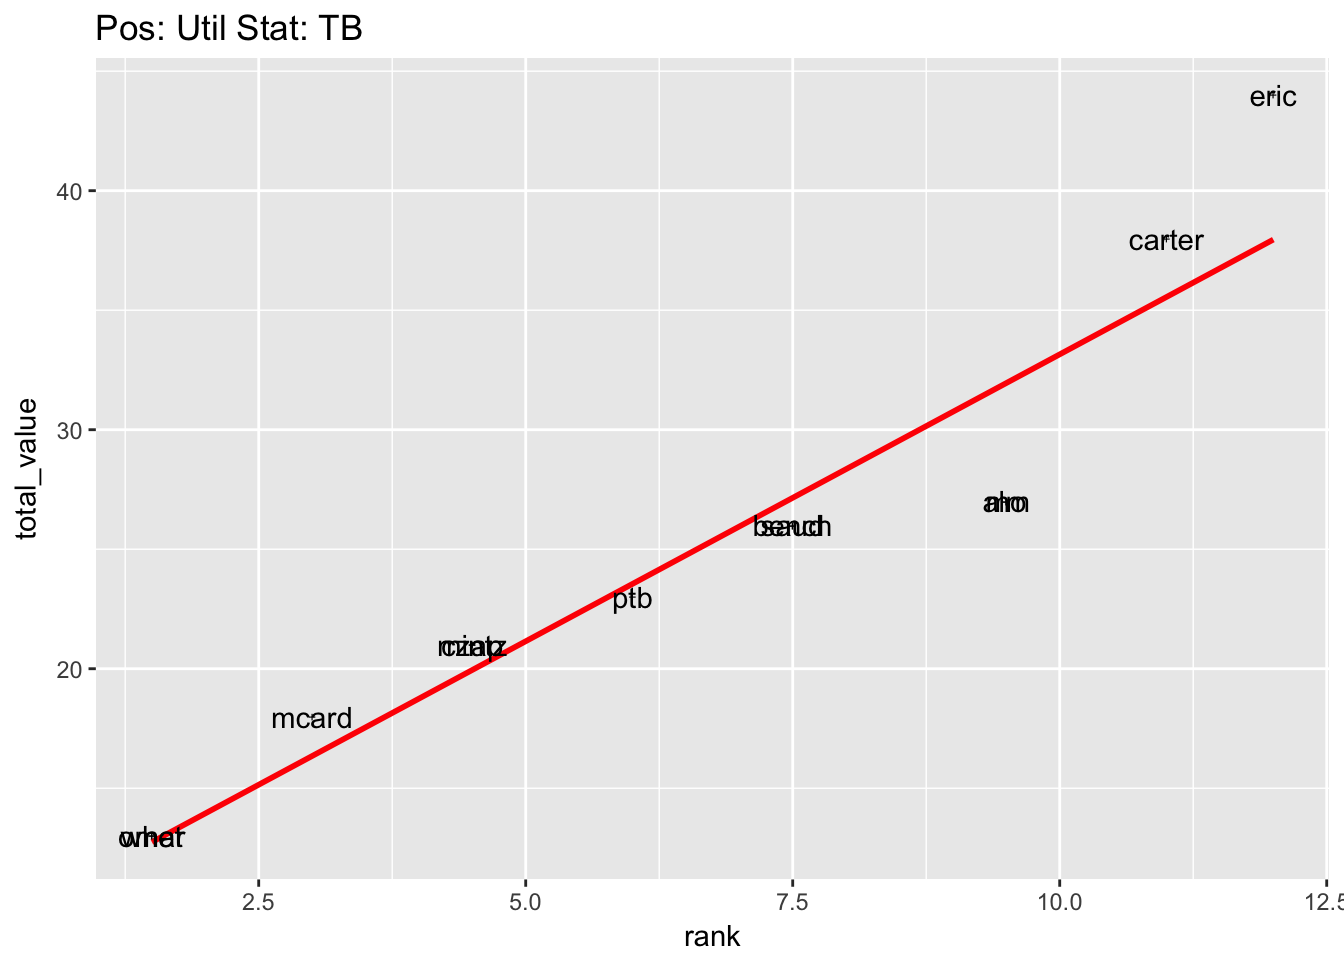 Pos: Util Stat: TB
eric
40
carter
total_value
30
ptb
20
mcard
2.5 5.0 7.5 10.0 12.5
rank